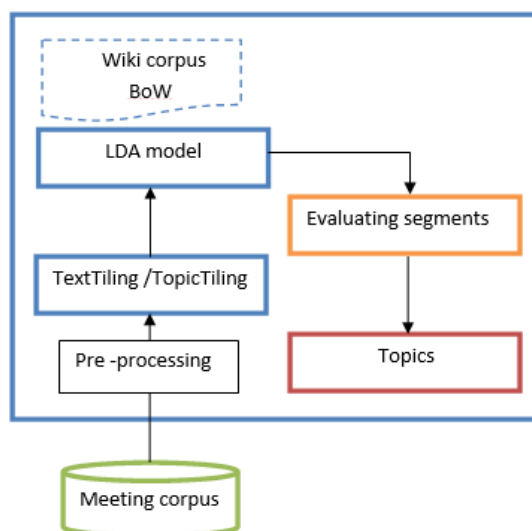 Wiki corpus
BoW
LDA model
Evaluating segments
TextTiling /TopicTiling
Topics
Pre -processing
Meeting corpus